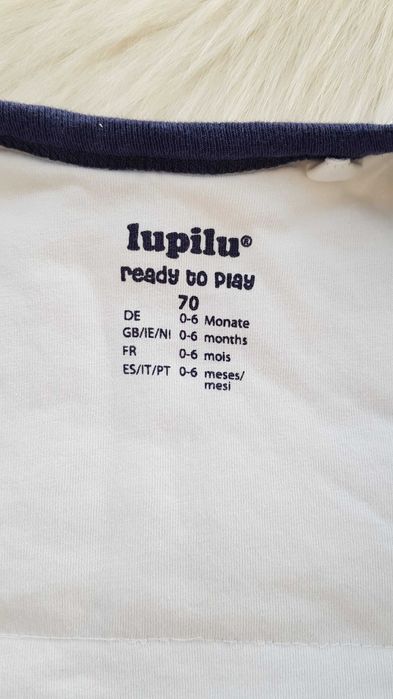 lupilu®
ready to play
70
DE 0-6 Monate
GB/IE/NI 0-6 months
FR 0-6 mois
ES/IT/PT 0-6 meses/
mesi